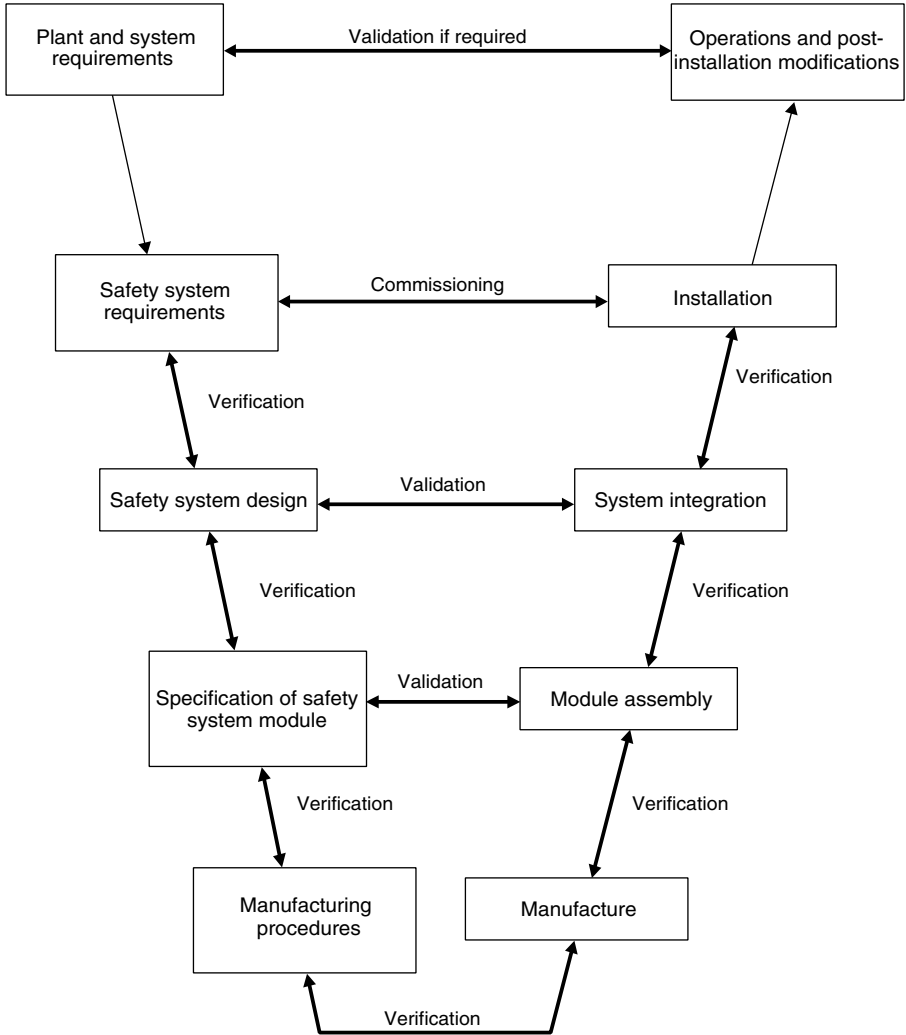 Plant and system
requirements
Validation if required
Operations and post-
installation modifications
Safety system
requirements
Commissioning
Installation
Verification
Verification
Safety system design
Validation
System integration
Verification
Verification
Specification of safety
system module
Validation
Module assembly
Verification
Verification
Manufacturing
procedures
Manufacture
Verification